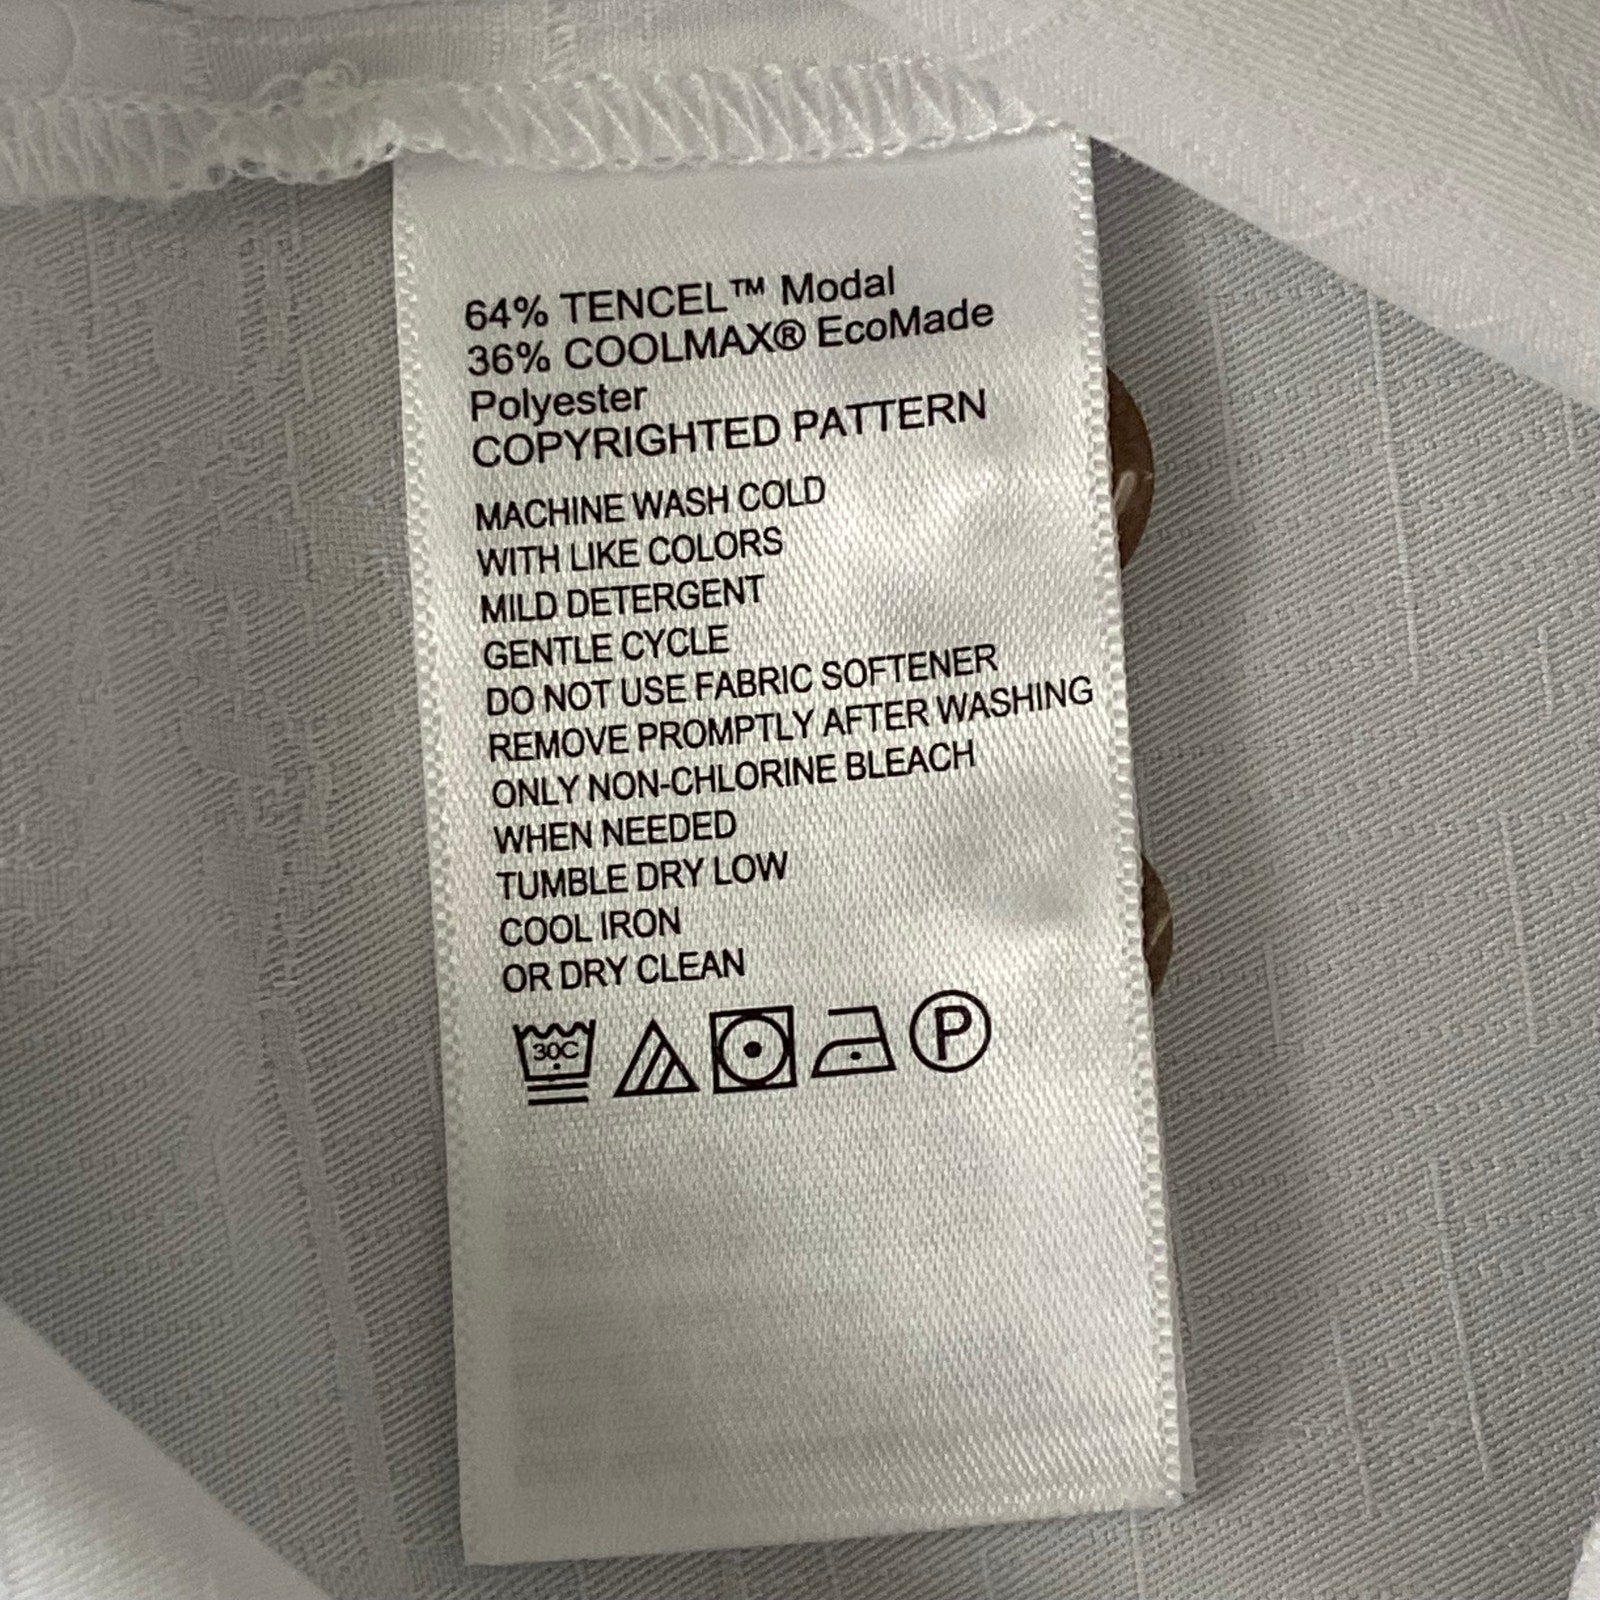 64% TENCEL™ Modal
36% COOLMAX® EcoMade
Polyester
COPYRIGHTED PATTERN
MACHINE WASH COLD
WITH LIKE COLORS
MILD DETERGENT
GENTLE CYCLE
DO NOT USE FABRIC SOFTENER
REMOVE PROMPTLY AFTER WASHING
ONLY NON-CHLORINE BLEACH
WHEN NEEDED
TUMBLE DRY LOW
COOL IRON
OR DRY CLEAN
30C P